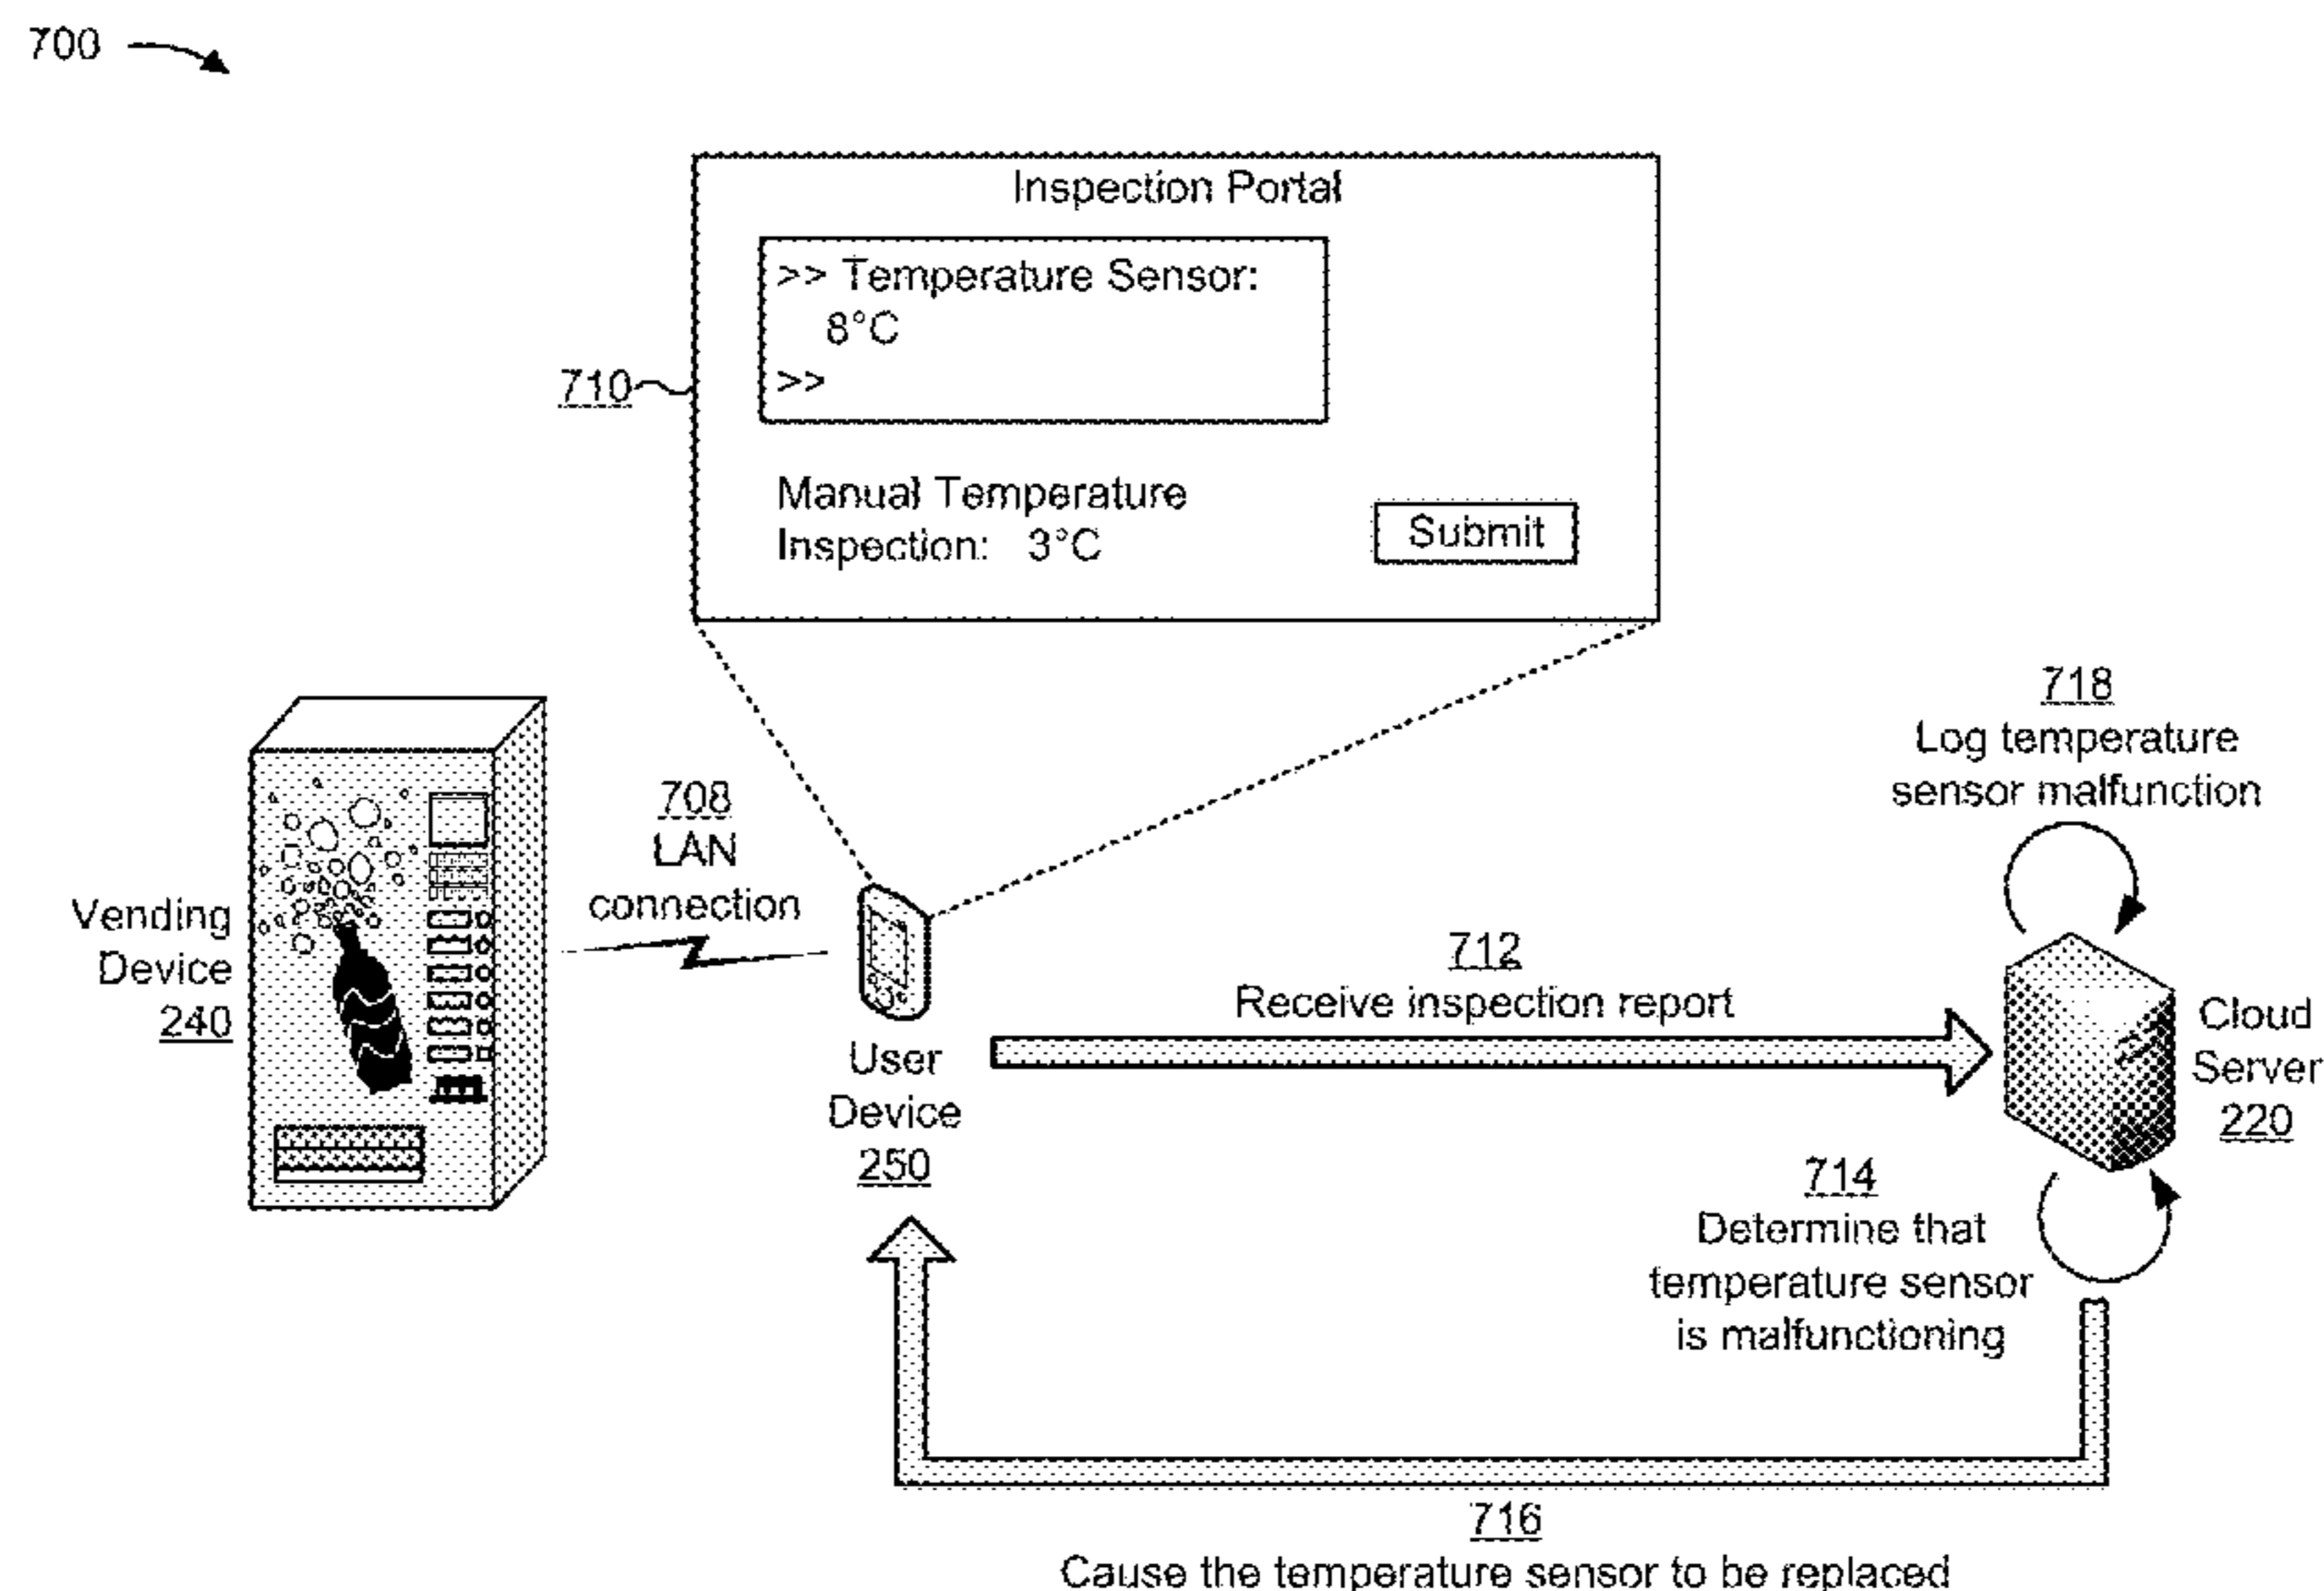 700
Inspection Portal
>> Temperature Sensor:
8°C
>>
710
Manual Temperature
Inspection: 3°C
Submit
718
Log temperature
sensor malfunction
708
LAN
connection
Vending
Device
240
712
Receive inspection report
User
Device
250
Cloud
Server
220
714
Determine that
temperature sensor
is malfunctioning
716
Cause the temperature sensor to be replaced